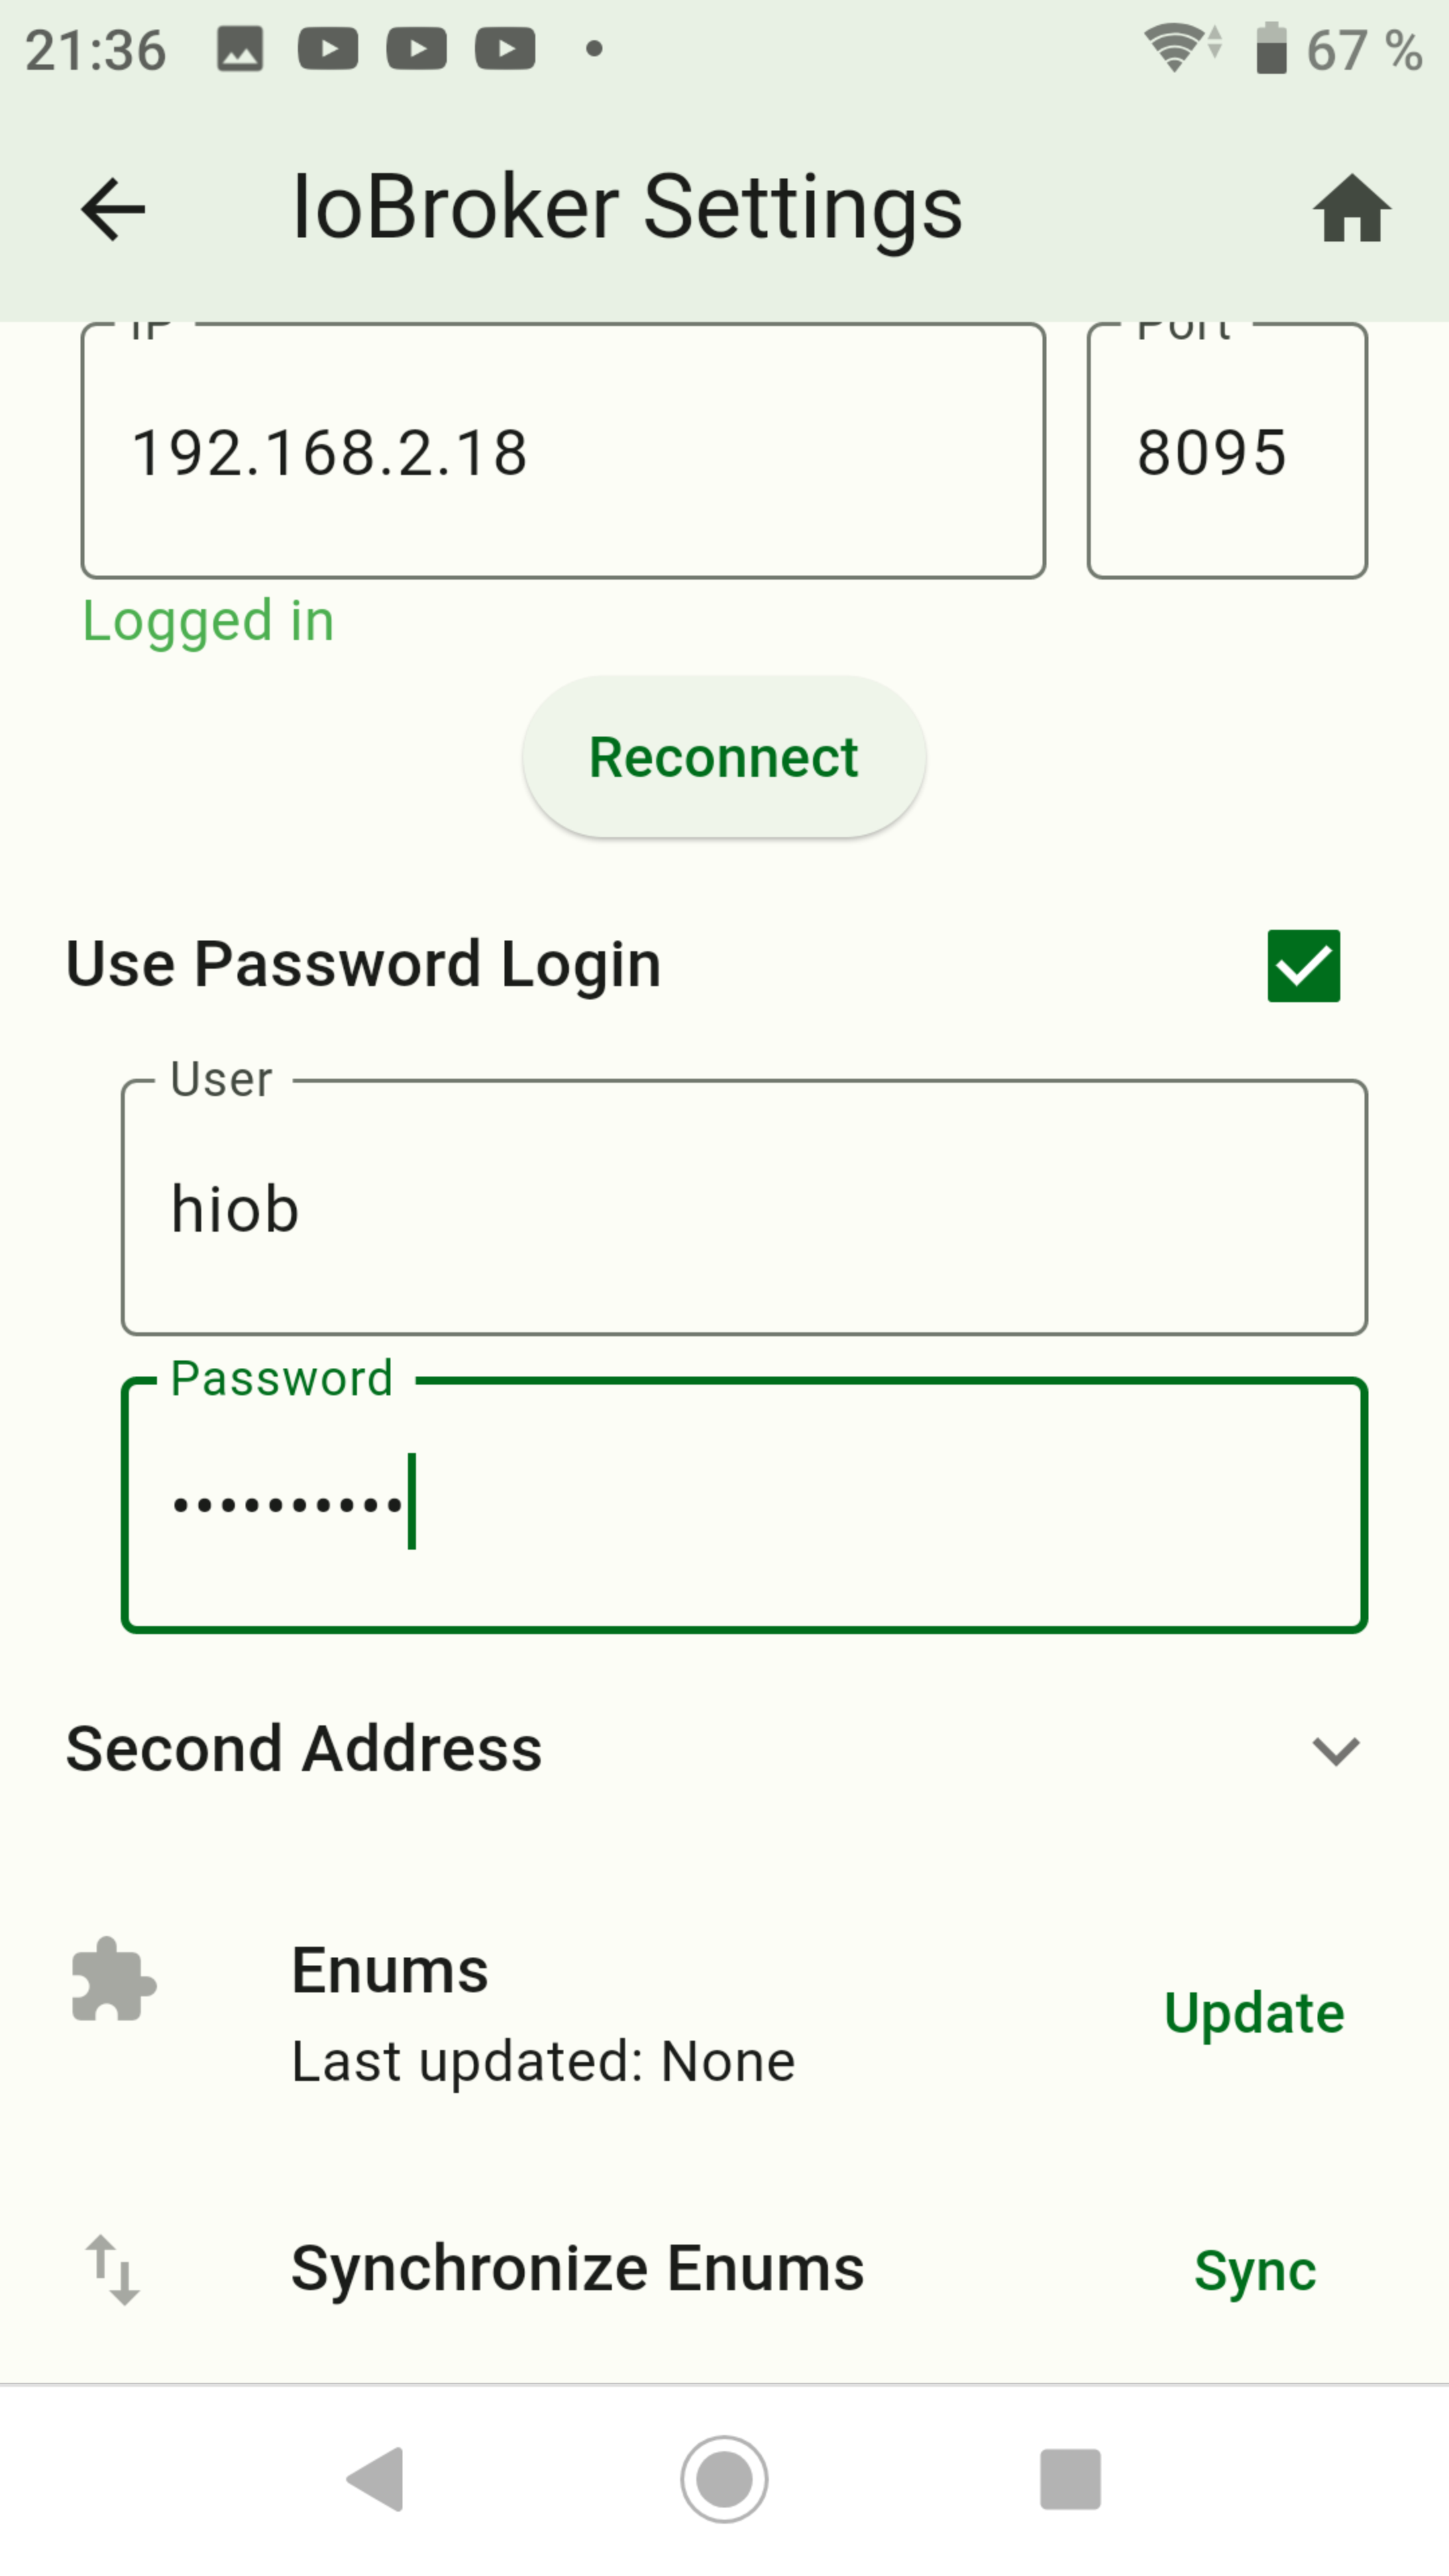 21:36
67 %
IoBroker Settings
IP
Port
192.168.2.18
8095
Logged in
Reconnect
Use Password Login
User
hiob
Password
••••••••••
Second Address
Enums
Last updated: None
Update
Synchronize Enums
Sync